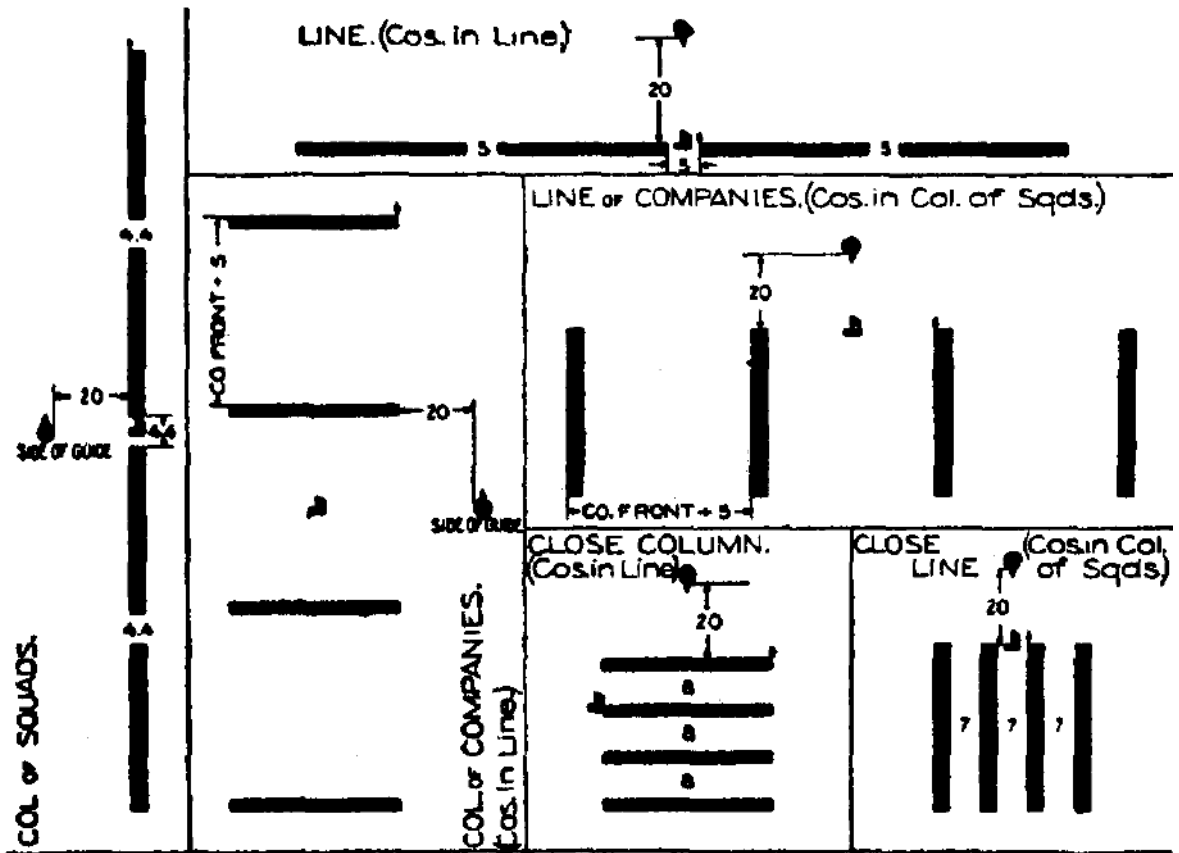 LINE. (Cos. in Line)
20
5 5
5
4.4
20
4.4
SIDE OF GUIDE
4.4
COL. OF SQUADS.
CO. FRONT + 5
20
SIDE OF GUIDE
COL. OF COMPANIES.
(Cos. in Line.)
LINE OF COMPANIES. (Cos. in Col. of Sqds.)
20
CO. FRONT + 5
CLOSE COLUMN.
(Cos. in Line)
20
8
8
8
CLOSE (Cos. in Col.
LINE of Sqds)
20
7 7 7